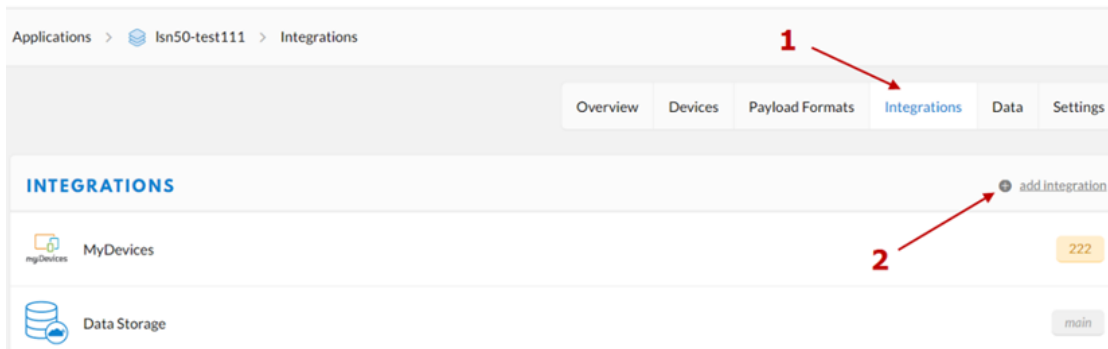 Applications > lsn50-test111 > Integrations
1
Overview Devices Payload Formats Integrations Data Settings
INTEGRATIONS
add integration
myDevices MyDevices
222
2
Data Storage
main